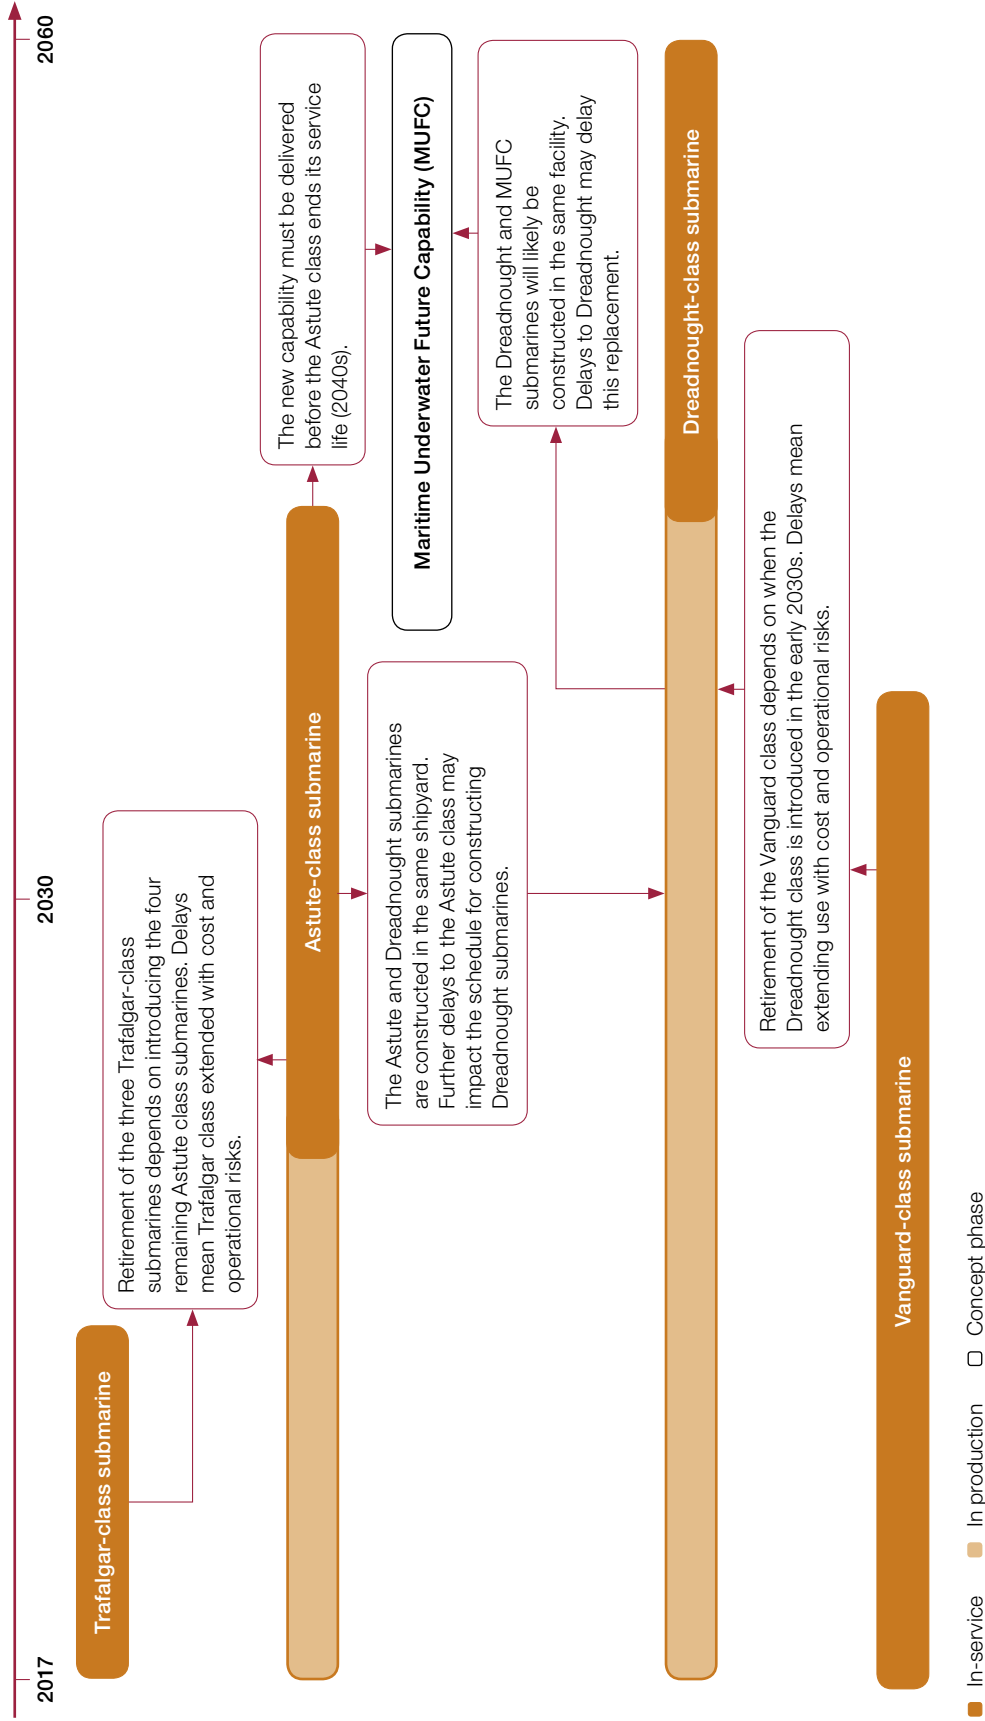 2017
2030
2060
Trafalgar-class submarine
Retirement of the three Trafalgar-class
submarines depends on introducing the four
remaining Astute class submarines. Delays
mean Trafalgar class extended with cost and
operational risks.
Astute-class submarine
The new capability must be delivered
before the Astute class ends its service
life (2040s).
The Astute and Dreadnought submarines
are constructed in the same shipyard.
Further delays to the Astute class may
impact the schedule for constructing
Dreadnought submarines.
Maritime Underwater Future Capability (MUFC)
The Dreadnought and MUFC
submarines will likely be
constructed in the same facility.
Delays to Dreadnought may delay
this replacement.
Dreadnought-class submarine
Retirement of the Vanguard class depends on when the
Dreadnought class is introduced in the early 2030s. Delays mean
extending use with cost and operational risks.
Vanguard-class submarine
In-service
In production
Concept phase